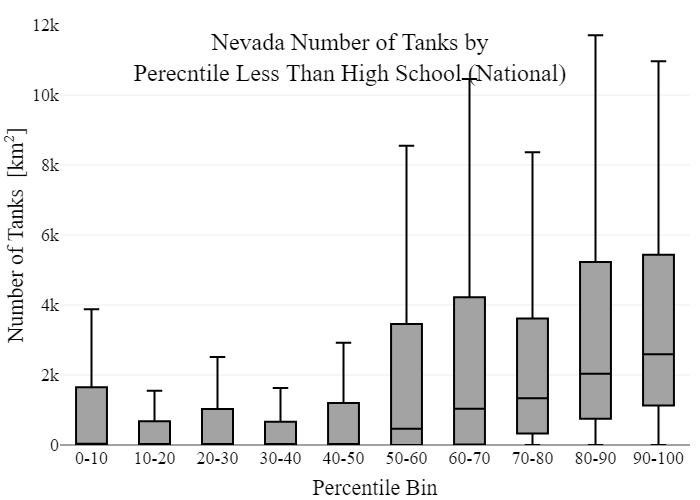 Nevada Number of Tanks by
Perecntile Less Than High School (National)
Number of Tanks [km²]
12k
10k
8k
6k
4k
2k
0
0-10 10-20 20-30 30-40 40-50 50-60 60-70 70-80 80-90 90-100
Percentile Bin